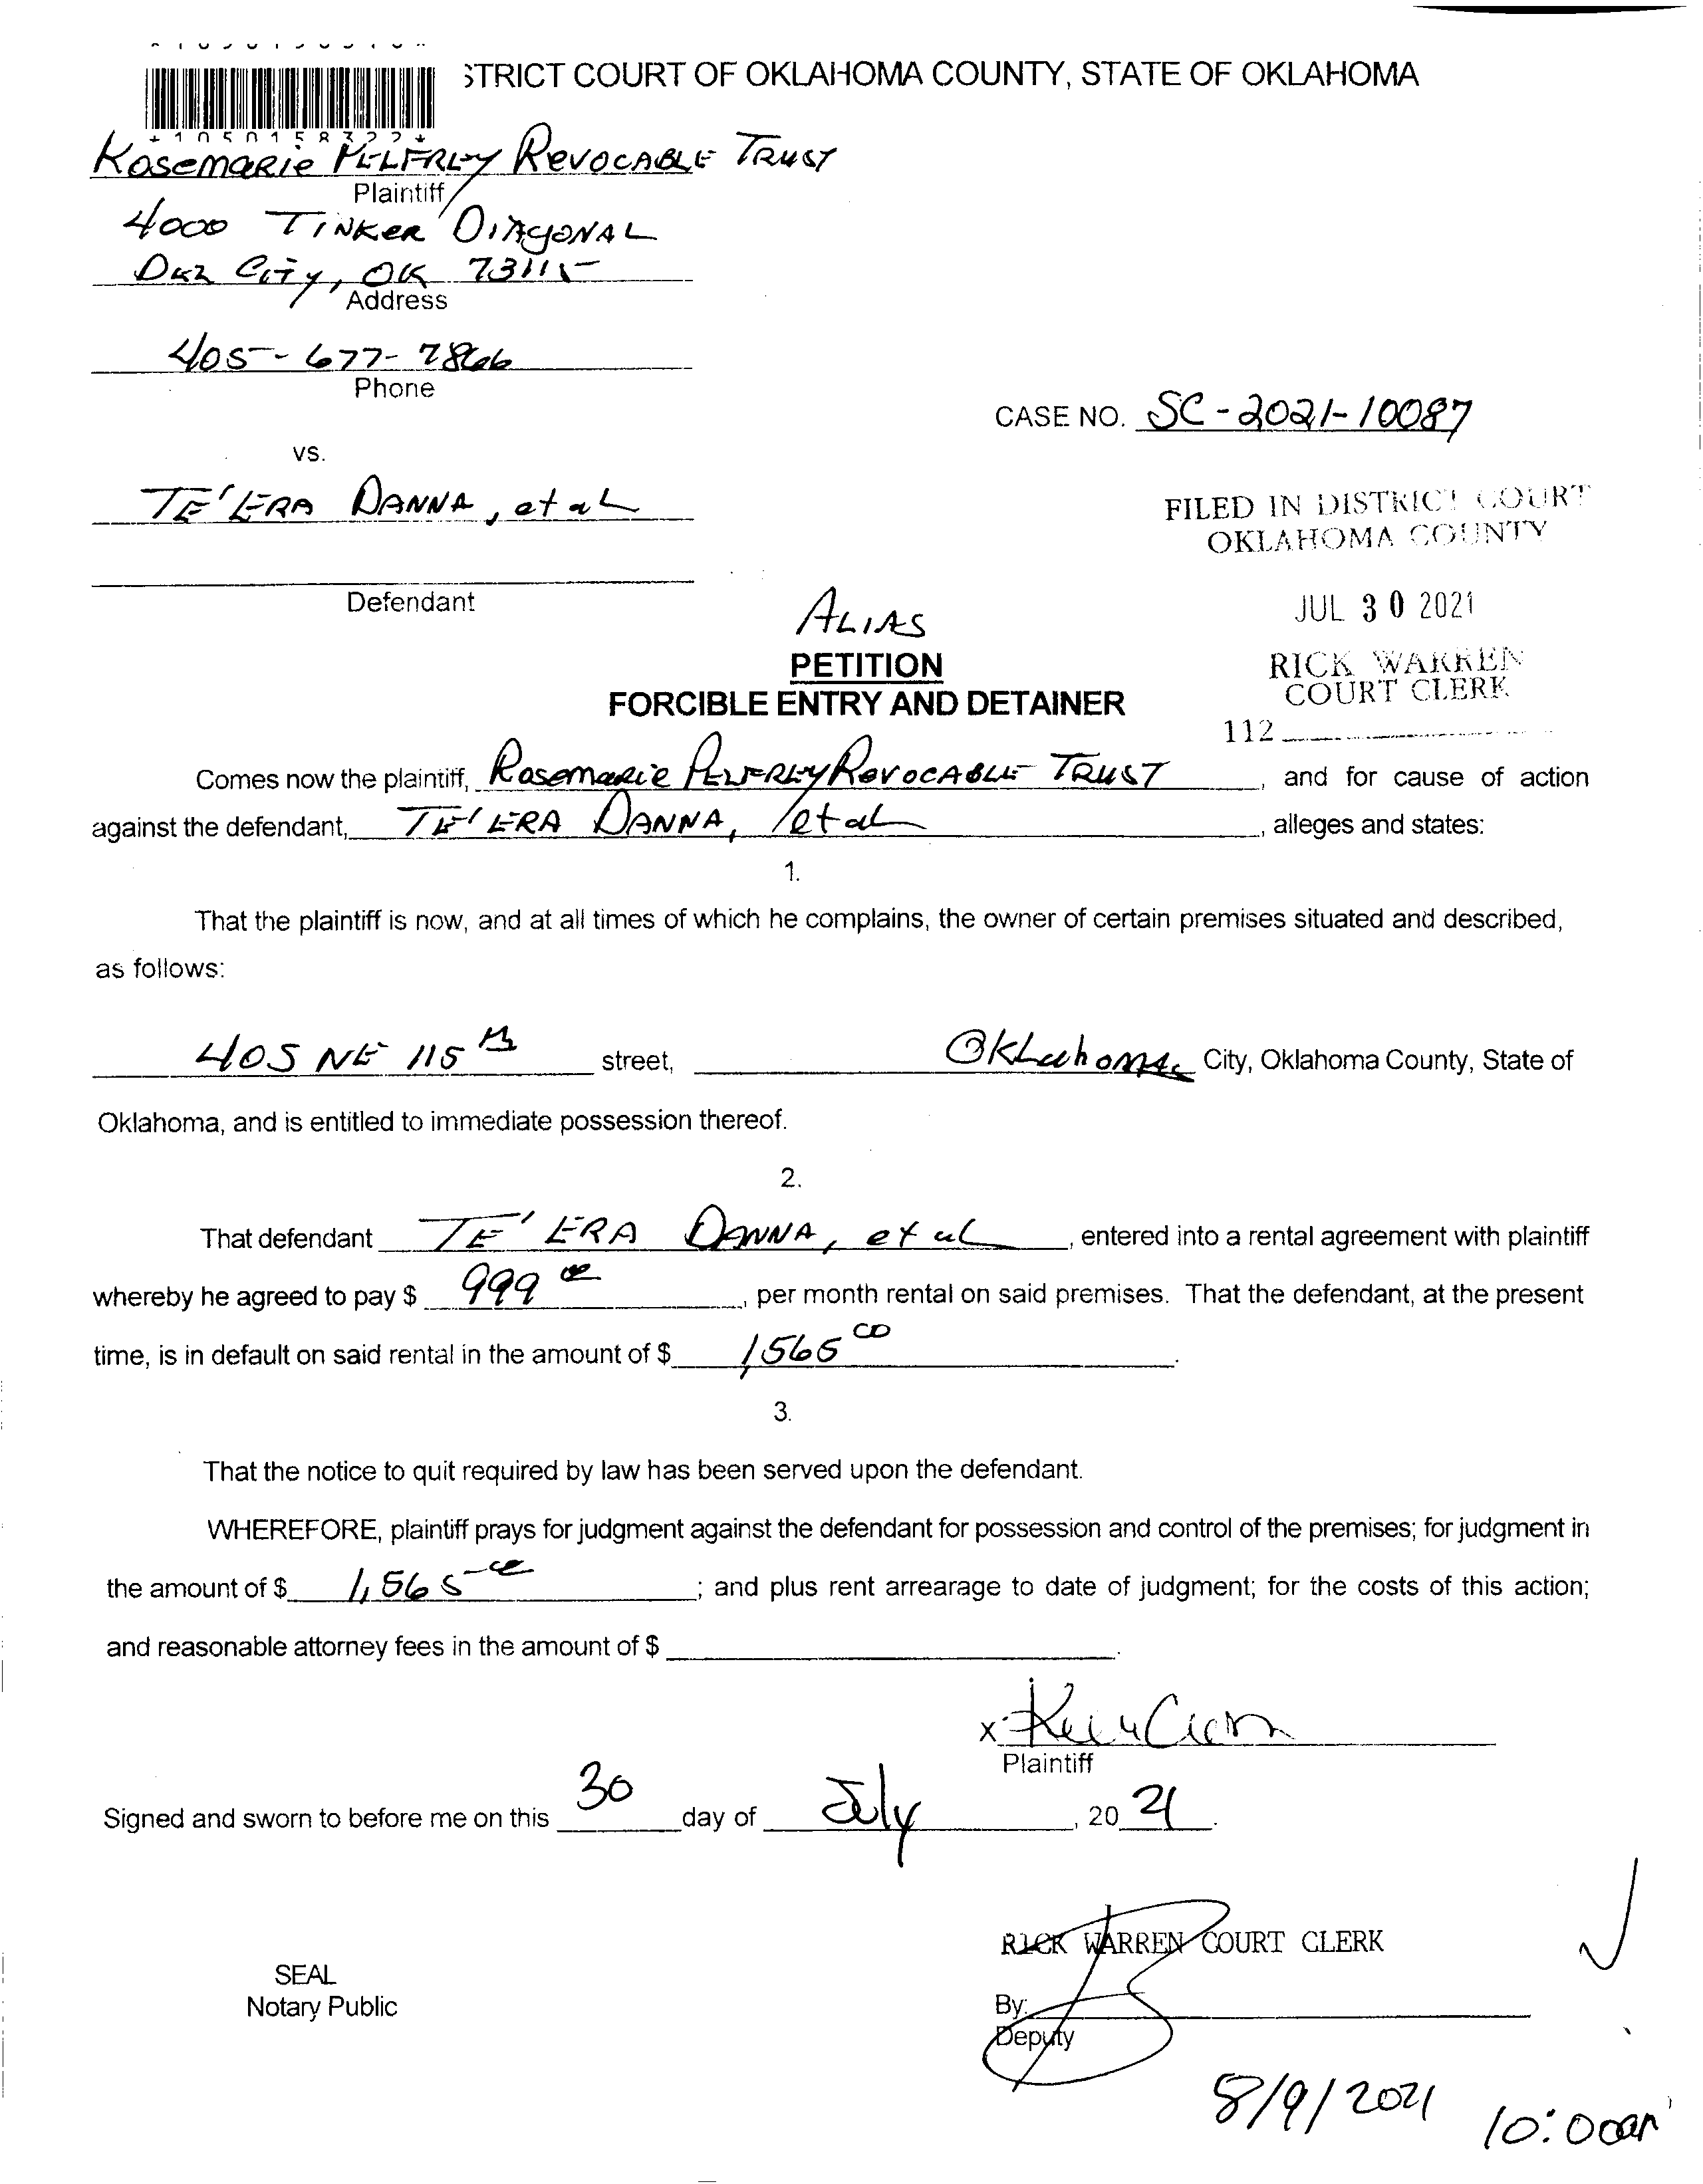 *1050158322*
STRICT COURT OF OKLAHOMA COUNTY, STATE OF OKLAHOMA
Rosemarie PELFREY REVOCABLE TRUST
Plaintiff
4000 TINKER DIAGONAL
City, OK 73115
Address
405-677-7866
Phone
CASE NO. SC-2021-10087
vs.
TE'ERA DANNA, et al
FILED IN DISTRICT COURT
OKLAHOMA COUNTY
Defendant
JUL 30 2021
ALIAS
PETITION
RICK WARREN
COURT CLERK
FORCIBLE ENTRY AND DETAINER
112
Comes now the plaintiff, Rosemarie PELFREY REVOCABLE TRUST, and for cause of action
against the defendant, TE'ERA DANNA, et al, alleges and states:
1.
That the plaintiff is now, and at all times of which he complains, the owner of certain premises situated and described,
as follows:
405 NE 115th street, Oklahoma City, Oklahoma County, State of
Oklahoma, and is entitled to immediate possession thereof.
2.
That defendant TE'ERA DANNA, et al, entered into a rental agreement with plaintiff
whereby he agreed to pay $ 999 00, per month rental on said premises. That the defendant, at the present
time, is in default on said rental in the amount of $ 1,565 00.
3.
That the notice to quit required by law has been served upon the defendant.
WHEREFORE, plaintiff prays for judgment against the defendant for possession and control of the premises; for judgment in
the amount of $ 1,565 00; and plus rent arrearage to date of judgment; for the costs of this action;
and reasonable attorney fees in the amount of $ .
x
Plaintiff
Signed and sworn to before me on this 30 day of July, 20 21.
RICK WARREN COURT CLERK
SEAL
Notary Public
By:
Deputy
8/9/2021 10:00am